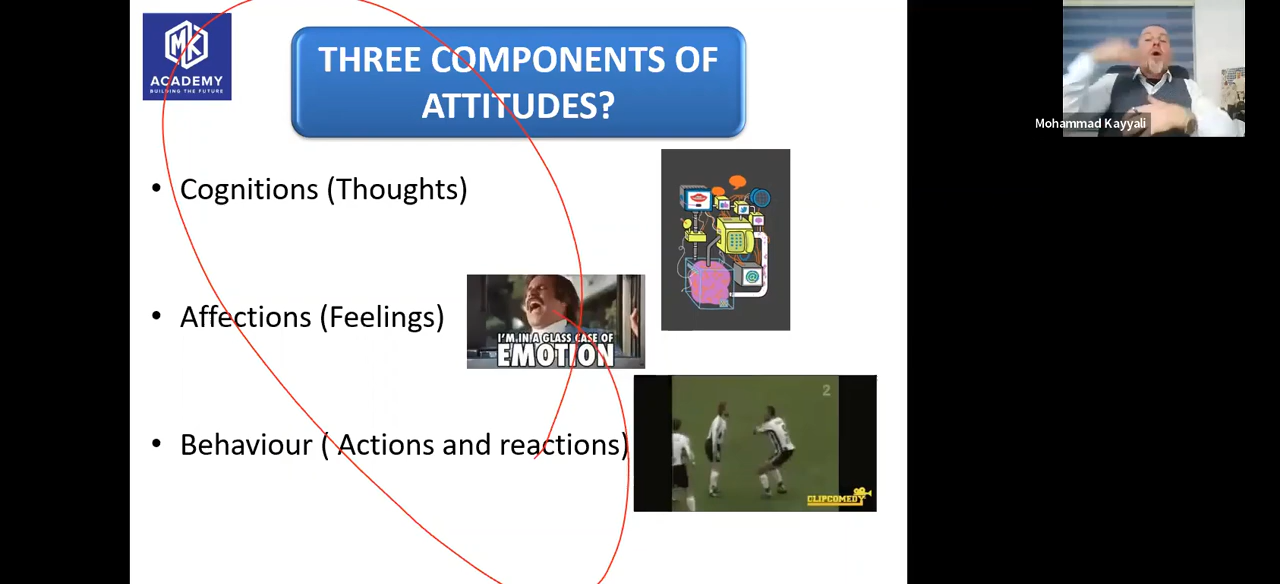 MK
ACADEMY
BUILDING THE FUTURE
THREE COMPONENTS OF
ATTITUDES?
• Cognitions (Thoughts)
• Affections (Feelings)
I'M IN A GLASS CASE OF
EMOTION
• Behaviour ( Actions and reactions)
2
CLIPCOMEDY
Mohammad Kayyali